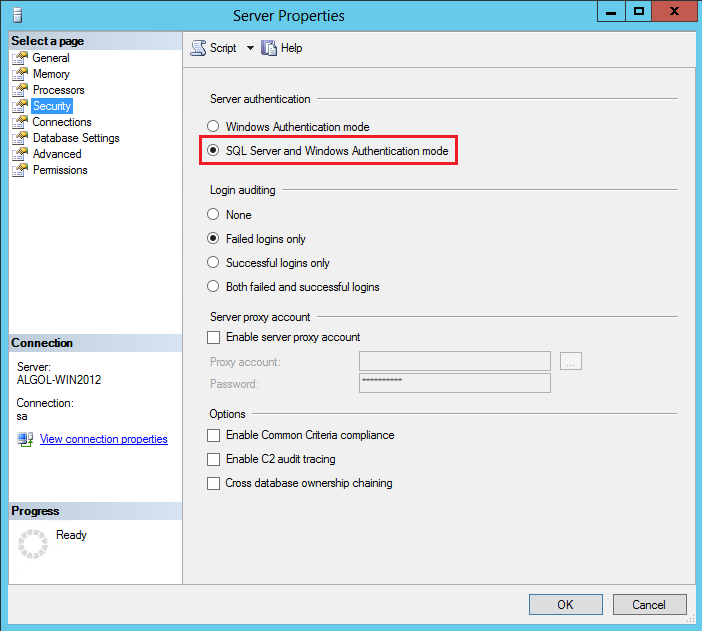 Server Properties
Select a page
General
Memory
Processors
Security
Connections
Database Settings
Advanced
Permissions
Connection
Server:
ALGOL-WIN2012
Connection:
sa
View connection properties
Progress
Ready
Script
Help
Server authentication
Windows Authentication mode
SQL Server and Windows Authentication mode
Login auditing
None
Failed logins only
Successful logins only
Both failed and successful logins
Server proxy account
Enable server proxy account
Proxy account:
...
Password:
**********
Options
Enable Common Criteria compliance
Enable C2 audit tracing
Cross database ownership chaining
OK
Cancel